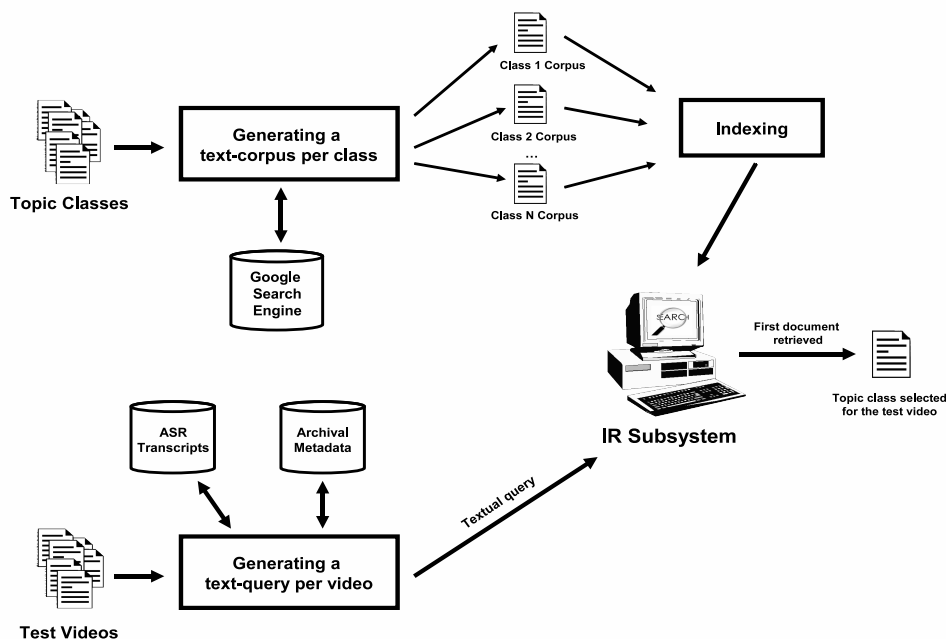 Topic Classes
Generating a
text-corpus per class
Google
Search
Engine
Class 1 Corpus
Class 2 Corpus
...
Class N Corpus
Indexing
SEARCH
IR Subsystem
First document
retrieved
Topic class selected
for the test video
ASR
Transcripts
Archival
Metadata
Test Videos
Generating a
text-query per video
Textual query